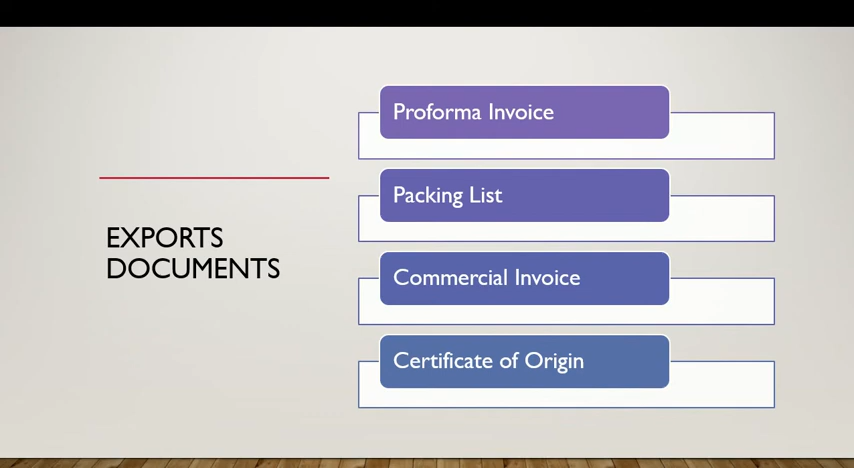 EXPORTS
DOCUMENTS
Proforma Invoice
Packing List
Commercial Invoice
Certificate of Origin